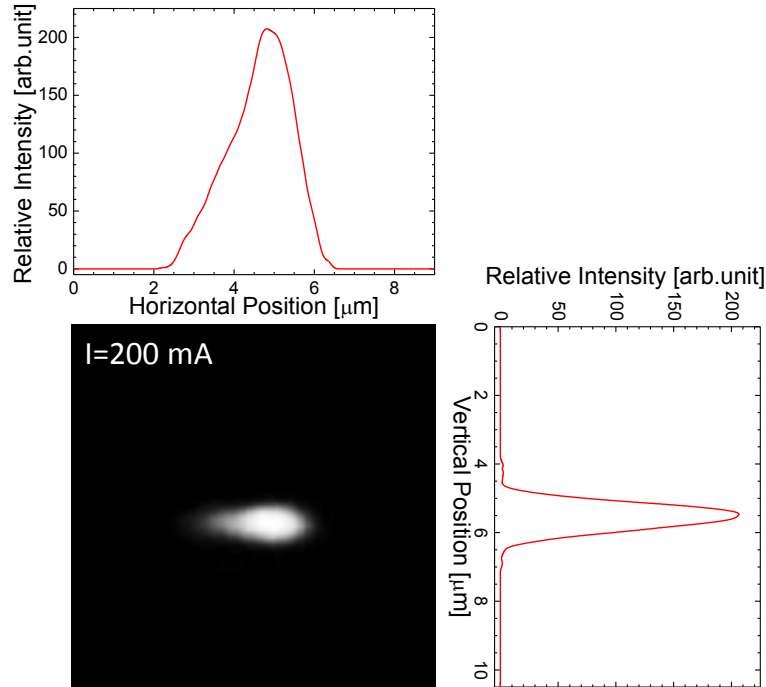 Relative Intensity [arb.unit]
200
150
100
50
0
0 2 4 6 8
Horizontal Position [μm]
I=200 mA
Relative Intensity [arb.unit]
0 50 100 150 200
0
2
4
6
8
10
Vertical Position [μm]